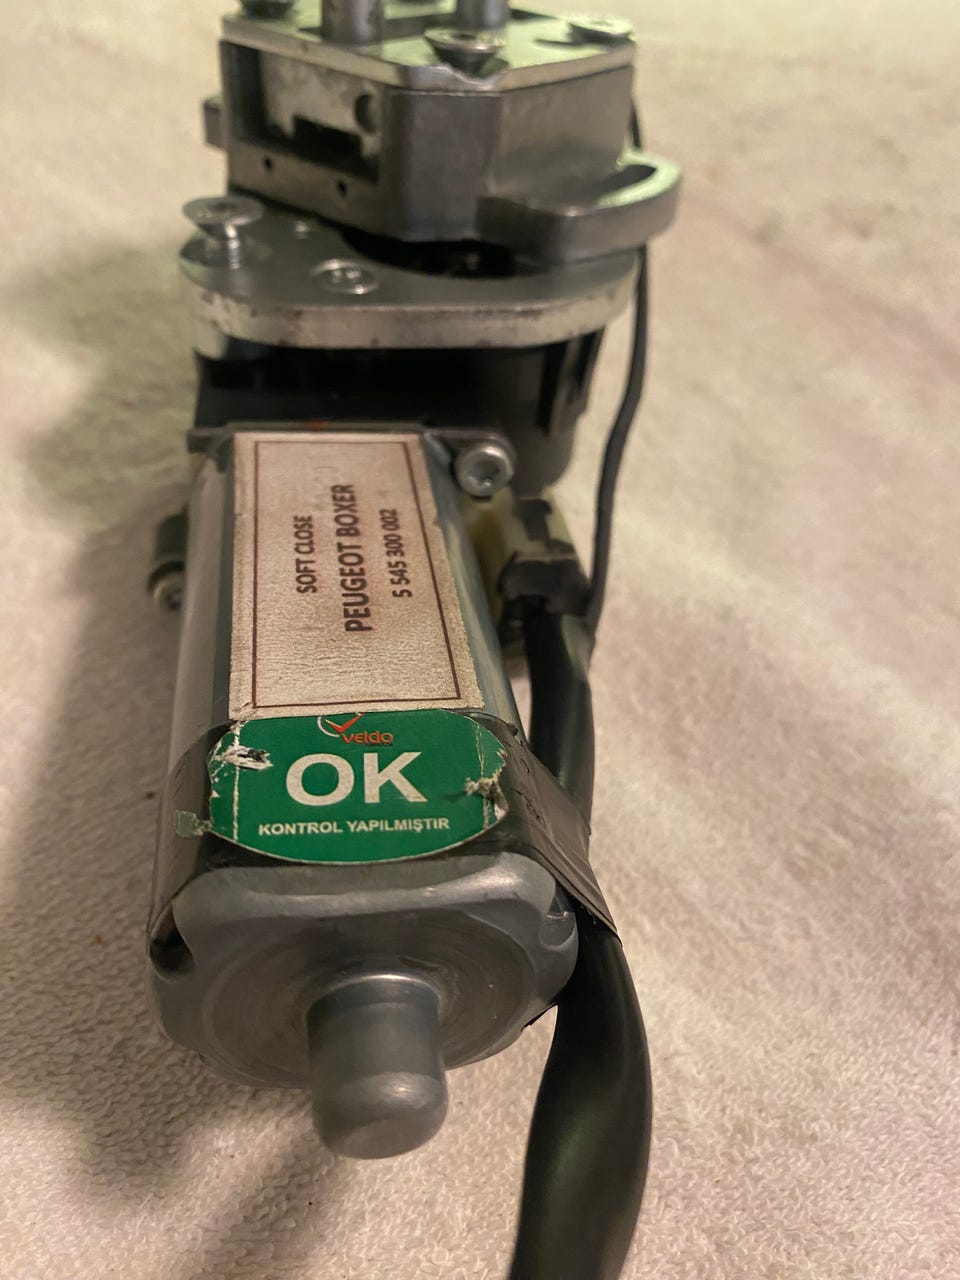 SOFT CLOSE
PEUGEOT BOXER
5 545 300 002
veldo
OK
KONTROL YAPILMIŞTIR